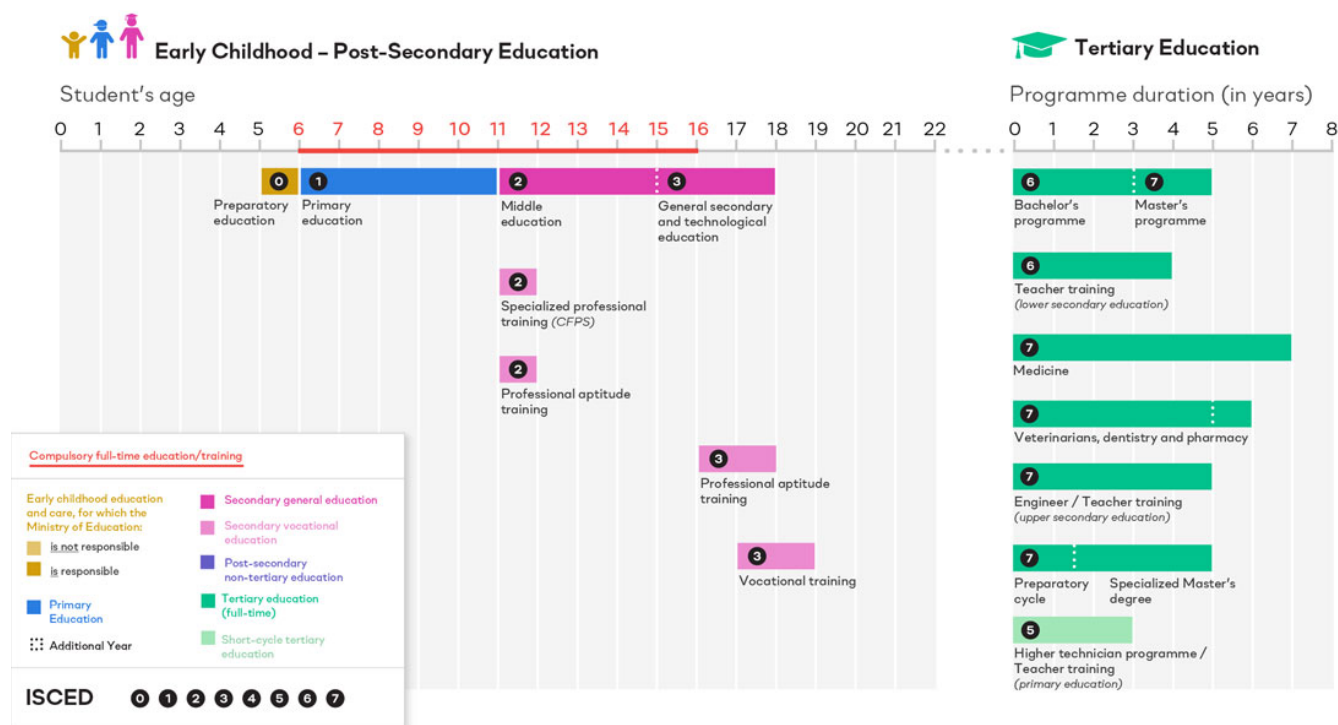 Early Childhood – Post-Secondary Education
Student's age
0 1 2 3 4 5 6 7 8 9 10 11 12 13 14 15 16 17 18 19 20 21 22
0
Preparatory
education
1
Primary
education
2
Middle
education
3
General secondary
and technological
education
2
Specialized professional
training (CFPS)
2
Professional aptitude
training
3
Professional aptitude
training
3
Vocational training
Tertiary Education
Programme duration (in years)
0 1 2 3 4 5 6 7 8
6
Bachelor's
programme
7
Master's
programme
6
Teacher training
(lower secondary education)
7
Medicine
7
Veterinarians, dentistry and pharmacy
7
Engineer / Teacher training
(upper secondary education)
7
Preparatory
cycle
Specialized Master's
degree
5
Higher technician programme /
Teacher training
(primary education)
Compulsory full-time education/training
Early childhood education
and care, for which the
Ministry of Education:
is not responsible
is responsible
Primary
Education
Additional Year
Secondary general education
Secondary vocational
education
Post-secondary
non-tertiary education
Tertiary education
(full-time)
Short-cycle tertiary
education
ISCED 0 1 2 3 4 5 6 7